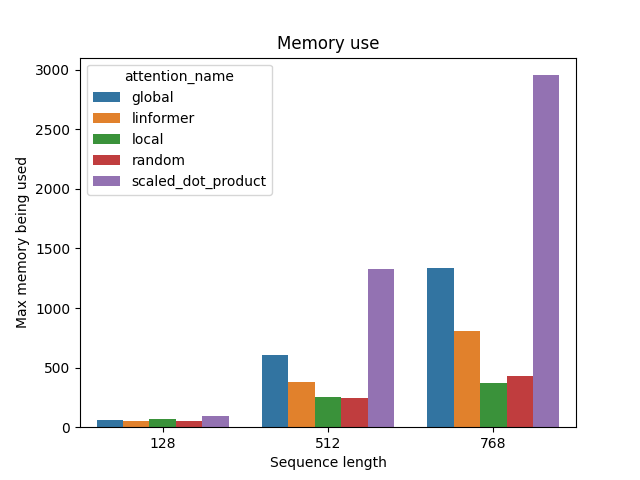 Memory use
attention_name
global
linformer
local
random
scaled_dot_product
Max memory being used
3000
2500
2000
1500
1000
500
0
128
512
768
Sequence length